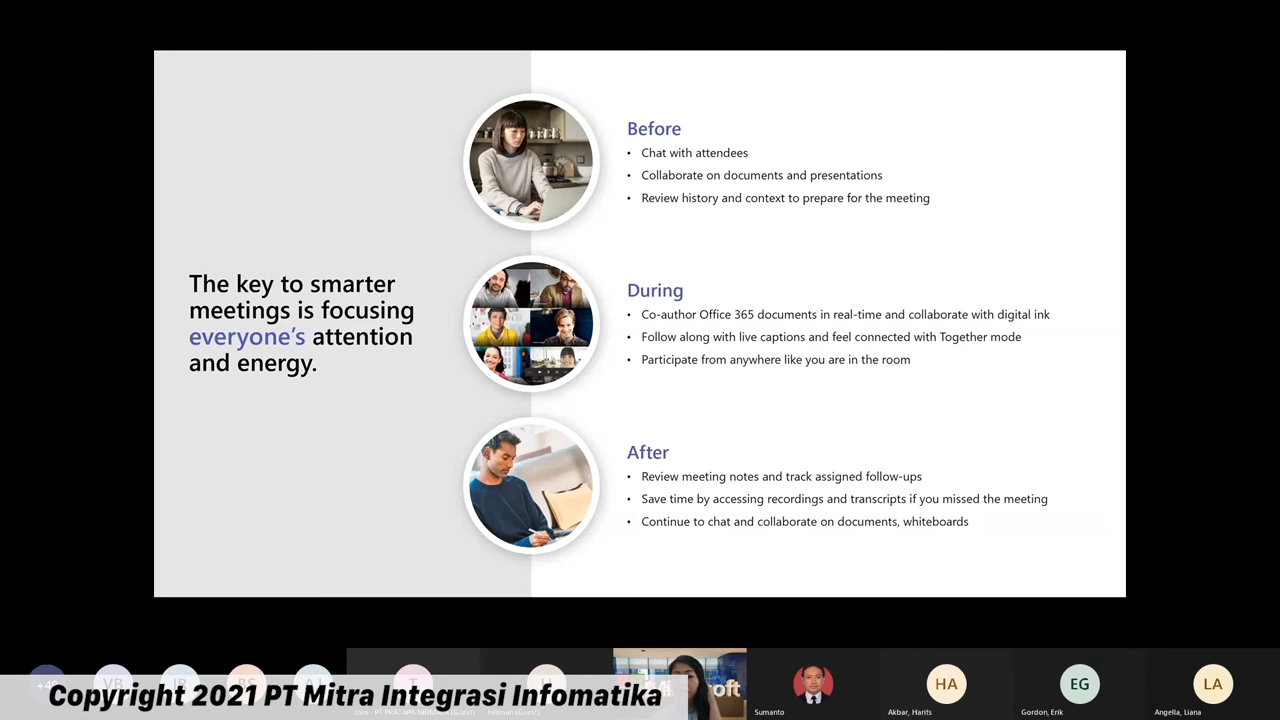 The key to smarter
meetings is focusing
everyone's attention
and energy.
Before
• Chat with attendees
• Collaborate on documents and presentations
• Review history and context to prepare for the meeting
During
• Co-author Office 365 documents in real-time and collaborate with digital ink
• Follow along with live captions and feel connected with Together mode
• Participate from anywhere like you are in the room
After
• Review meeting notes and track assigned follow-ups
• Save time by accessing recordings and transcripts if you missed the meeting
• Continue to chat and collaborate on documents, whiteboards
HA
EG
LA
Sumanto
Akbar, Harits
Gordon, Erik
Angella, Liana
Copyright 2021 PT Mitra Integrasi Infomatika